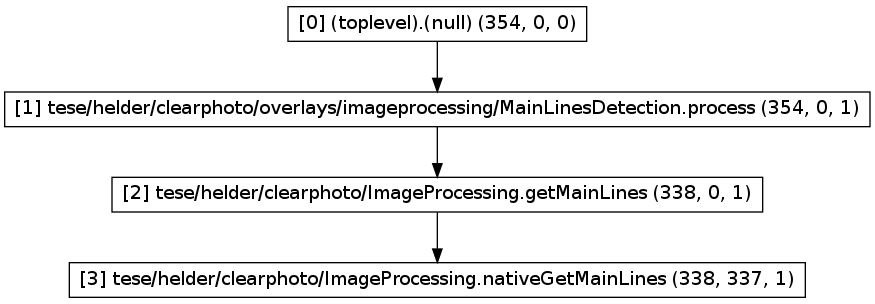 [0] (toplevel).(null) (354, 0, 0)
[1] tese/helder/clearphoto/overlays/imageprocessing/MainLinesDetection.process (354, 0, 1)
[2] tese/helder/clearphoto/ImageProcessing.getMainLines (338, 0, 1)
[3] tese/helder/clearphoto/ImageProcessing.nativeGetMainLines (338, 337, 1)